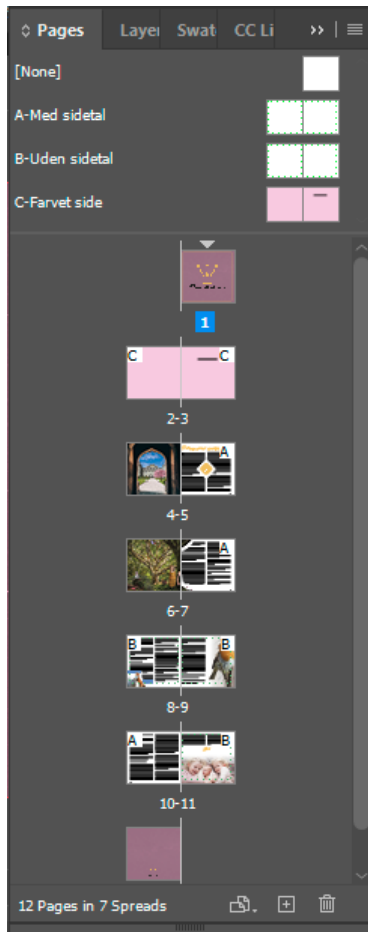 Pages Layer Swat CC Li
[None]
A-Med sidetal
B-Uden sidetal
C-Farvet side
1
C C
2-3
A
4-5
A
6-7
B B
8-9
A B
10-11
12 Pages in 7 Spreads